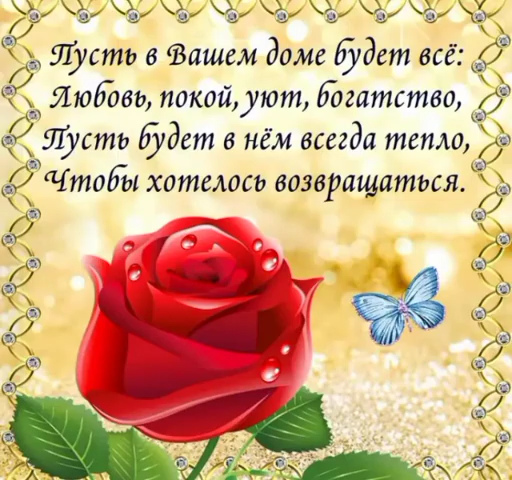 Пусть в Вашем доме будет всё:
Любовь, покой, уют, богатство,
Пусть будет в нём всегда тепло,
Чтобы хотелось возвращаться.